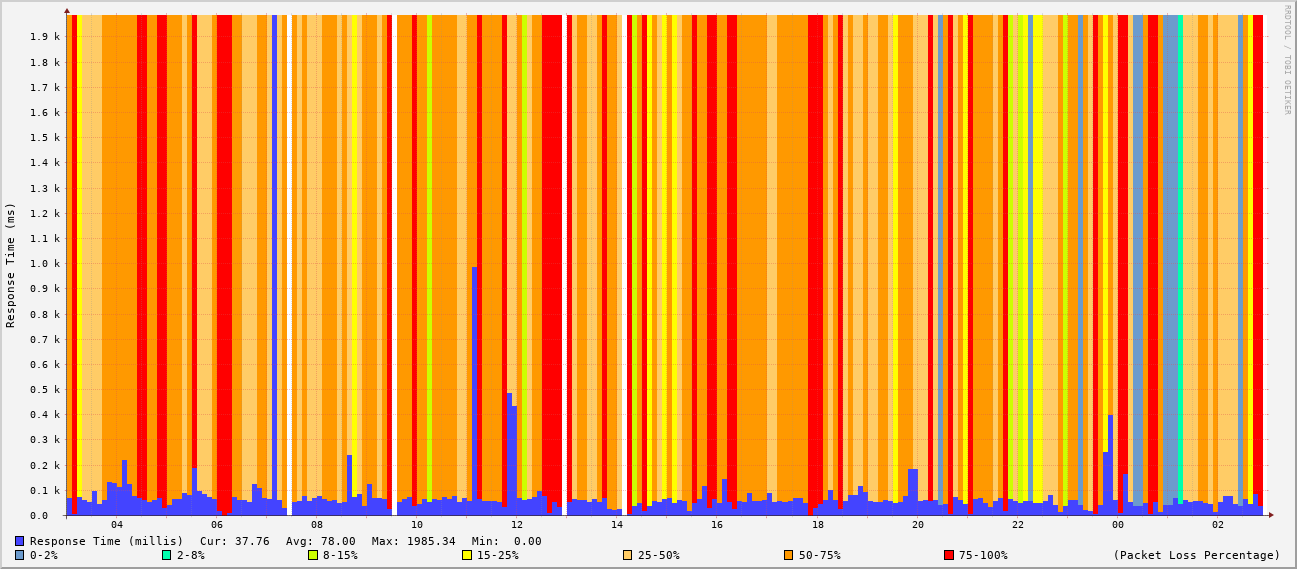 RRDTOOL / TOBI OETIKER
Response Time (ms)
1.9 k
1.8 k
1.7 k
1.6 k
1.5 k
1.4 k
1.3 k
1.2 k
1.1 k
1.0 k
0.9 k
0.8 k
0.7 k
0.6 k
0.5 k
0.4 k
0.3 k
0.2 k
0.1 k
0.0
04 06 08 10 12 14 16 18 20 22 00 02
Response Time (millis) Cur: 37.76 Avg: 78.00 Max: 1985.34 Min: 0.00
0-2% 2-8% 8-15% 15-25% 25-50% 50-75% 75-100% (Packet Loss Percentage)